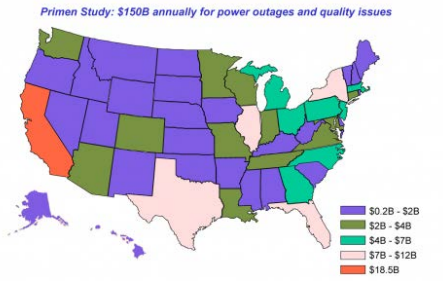 Primen Study: $150B annually for power outages and quality issues
$0.2B - $2B
$2B - $4B
$4B - $7B
$7B - $12B
$18.5B